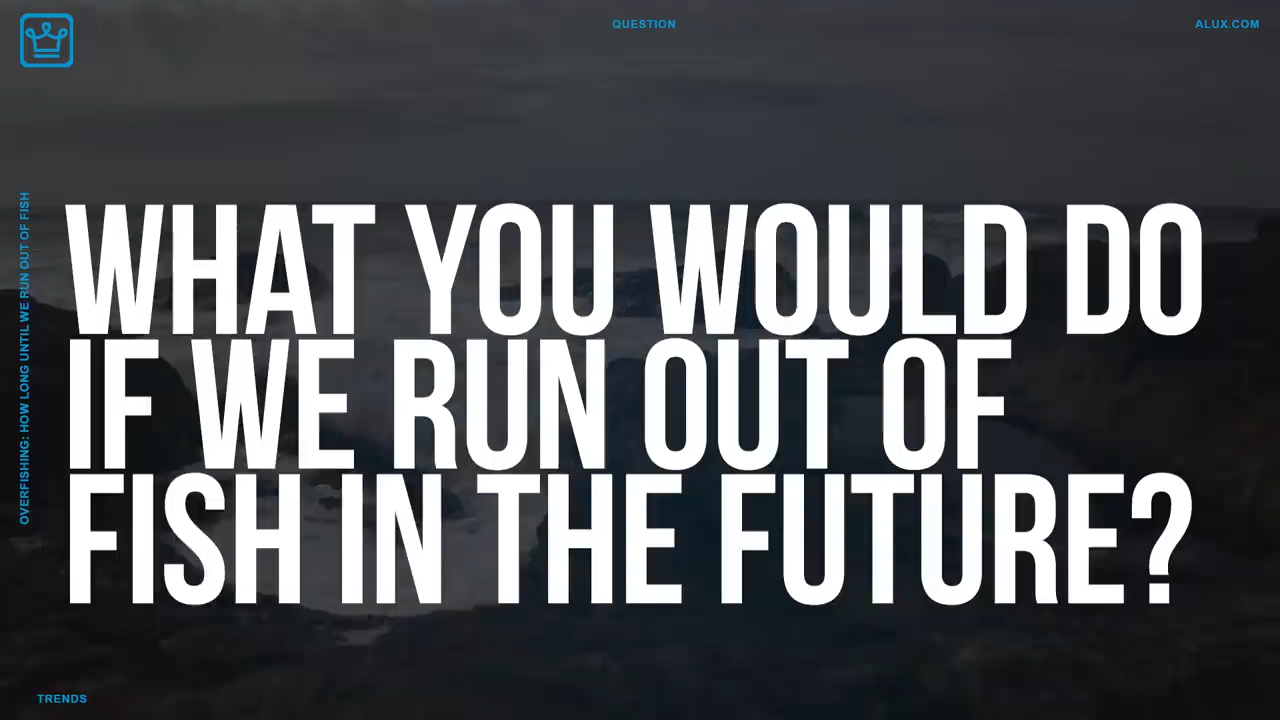 QUESTION
ALUX.COM
OVERFISHING: HOW LONG UNTIL WE RUN OUT OF FISH
WHAT YOU WOULD DO
IF WE RUN OUT OF
FISH IN THE FUTURE?
TRENDS